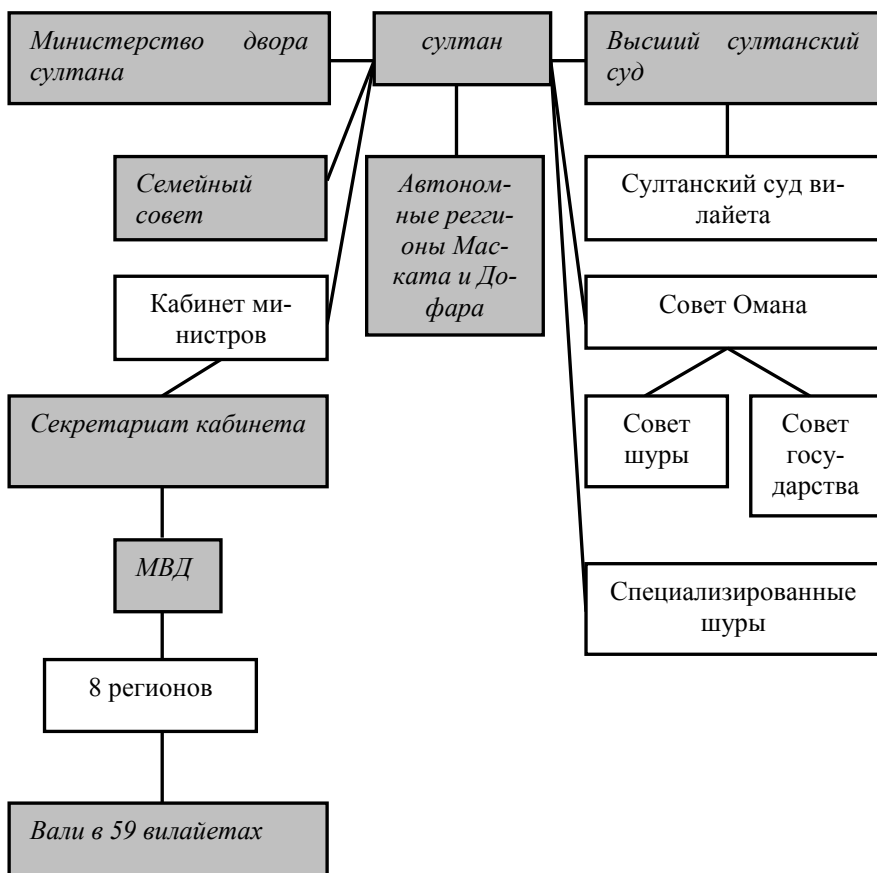 Министерство двора
султана
султан
Высший султанский
суд
Семейный
совет
Автоном-
ные регги-
оны Мас-
ката и До-
фара
Султанский суд ви-
лайета
Кабинет ми-
нистров
Совет Омана
Секретариат кабинета
Совет
шуры
Совет
госу-
дарства
МВД
Специализированные
шуры
8 регионов
Вали в 59 вилайетах